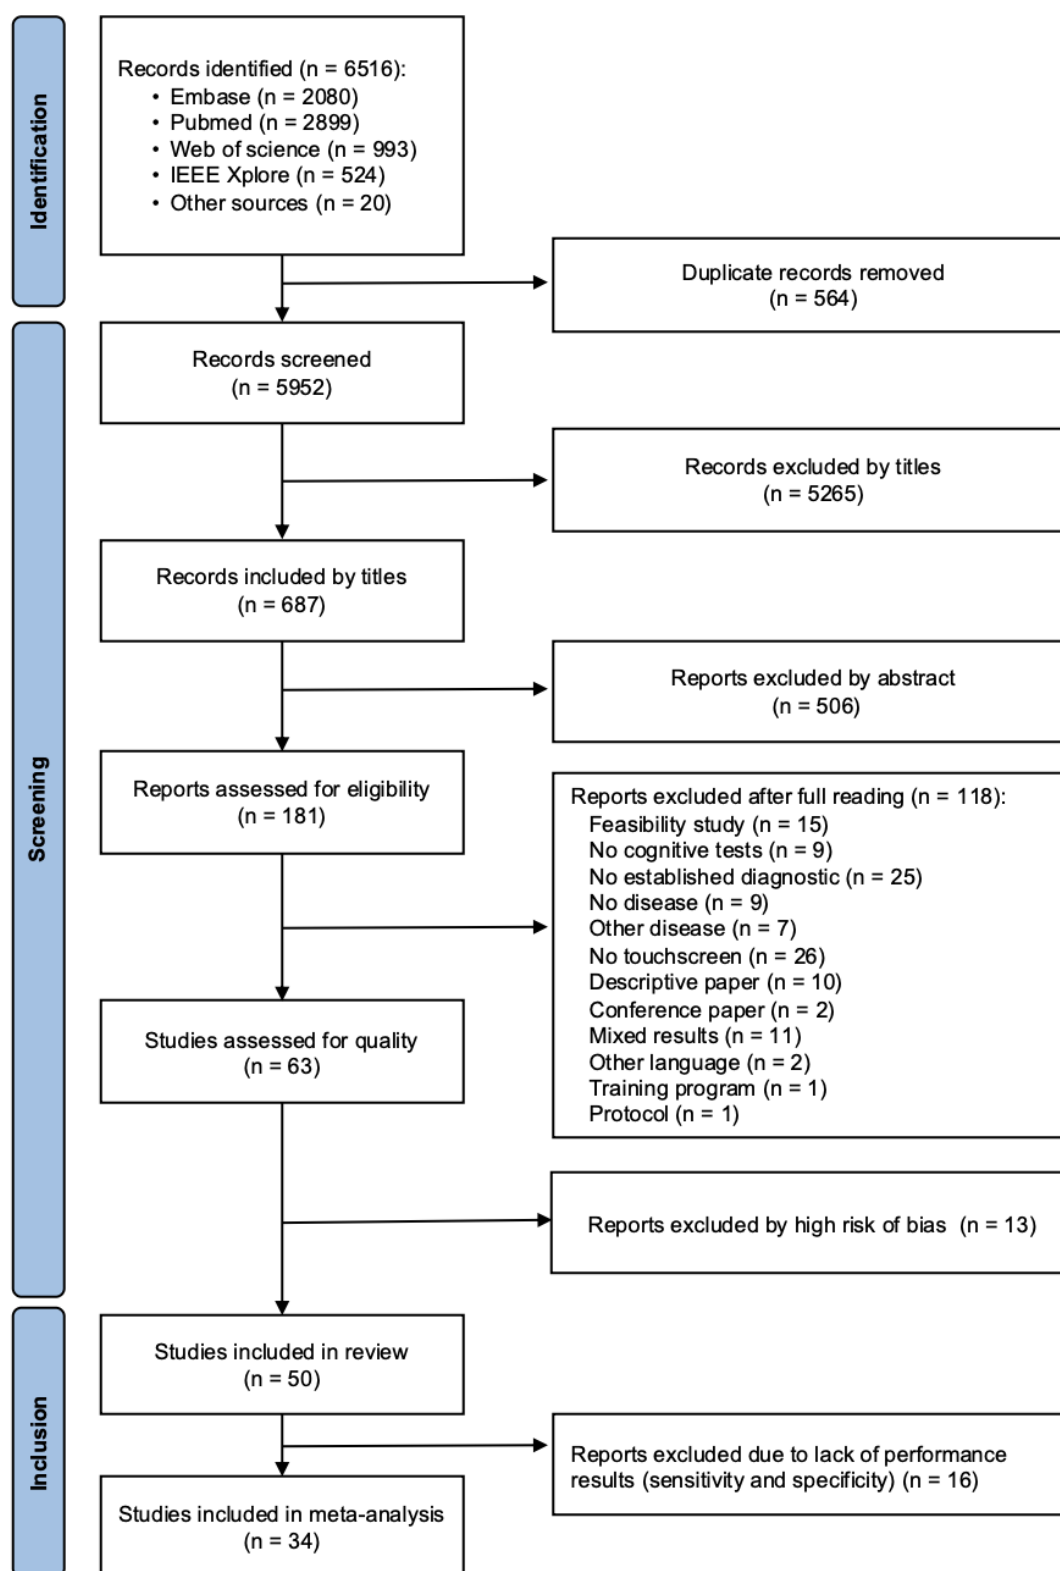 Identification
Records identified (n = 6516):
• Embase (n = 2080)
• Pubmed (n = 2899)
• Web of science (n = 993)
• IEEE Xplore (n = 524)
• Other sources (n = 20)
Duplicate records removed
(n = 564)
Screening
Records screened
(n = 5952)
Records excluded by titles
(n = 5265)
Records included by titles
(n = 687)
Reports excluded by abstract
(n = 506)
Reports assessed for eligibility
(n = 181)
Reports excluded after full reading (n = 118):
Feasibility study (n = 15)
No cognitive tests (n = 9)
No established diagnostic (n = 25)
No disease (n = 9)
Other disease (n = 7)
No touchscreen (n = 26)
Descriptive paper (n = 10)
Conference paper (n = 2)
Mixed results (n = 11)
Other language (n = 2)
Training program (n = 1)
Protocol (n = 1)
Studies assessed for quality
(n = 63)
Reports excluded by high risk of bias (n = 13)
Inclusion
Studies included in review
(n = 50)
Reports excluded due to lack of performance
results (sensitivity and specificity) (n = 16)
Studies included in meta-analysis
(n = 34)